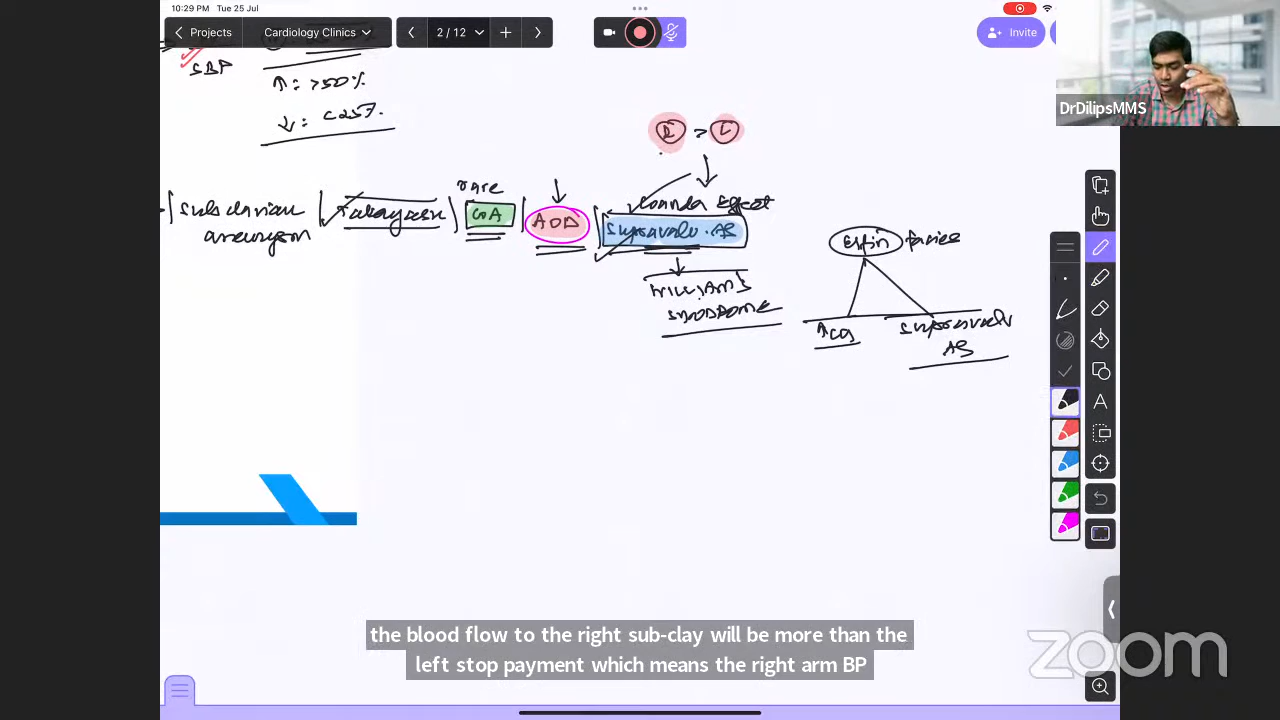 10:29 PM Tue 25 Jul
Projects
Cardiology Clinics
2 / 12
Invite
DrDilipsMMS
SBP
↑ : >50%
↓ : <25%.
R > L
rare
Coanda Effect
Subclavian
aneurysm
Takayasu
COA
AOD
Supravalv. AS
Elfin facies
WILLIAMS
SYNDROME
↑ca
Supravalv
AS
the blood flow to the right sub-clay will be more than the
left stop payment which means the right arm BP
zoom